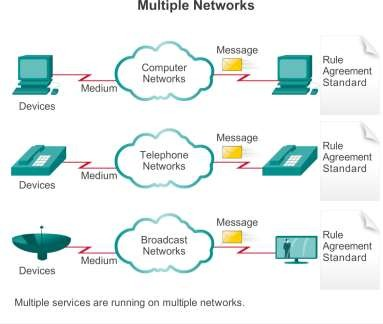 Multiple Networks
Computer
Networks
Message
Rule
Agreement
Standard
Medium
Devices
Telephone
Networks
Message
Rule
Agreement
Standard
Medium
Devices
Broadcast
Networks
Message
Rule
Agreement
Standard
Medium
Devices
Multiple services are running on multiple networks.